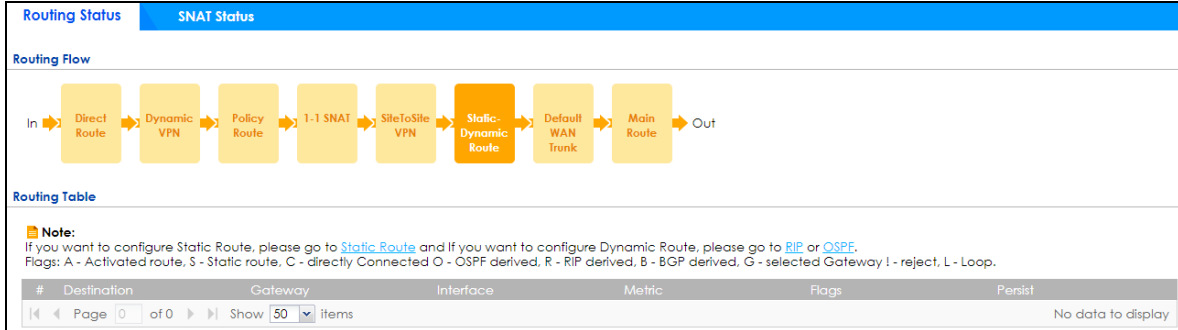 Routing Status SNAT Status
Routing Flow
In Direct Route Dynamic VPN Policy Route 1-1 SNAT SiteToSite VPN Static-Dynamic Route Default WAN Trunk Main Route Out
Routing Table
Note:
If you want to configure Static Route, please go to Static Route and If you want to configure Dynamic Route, please go to RIP or OSPF.
Flags: A - Activated route, S - Static route, C - directly Connected O - OSPF derived, R - RIP derived, B - BGP derived, G - selected Gateway ! - reject, L - Loop.
# Destination Gateway Interface Metric Flags Persist
Page 0 of 0 Show 50 items No data to display